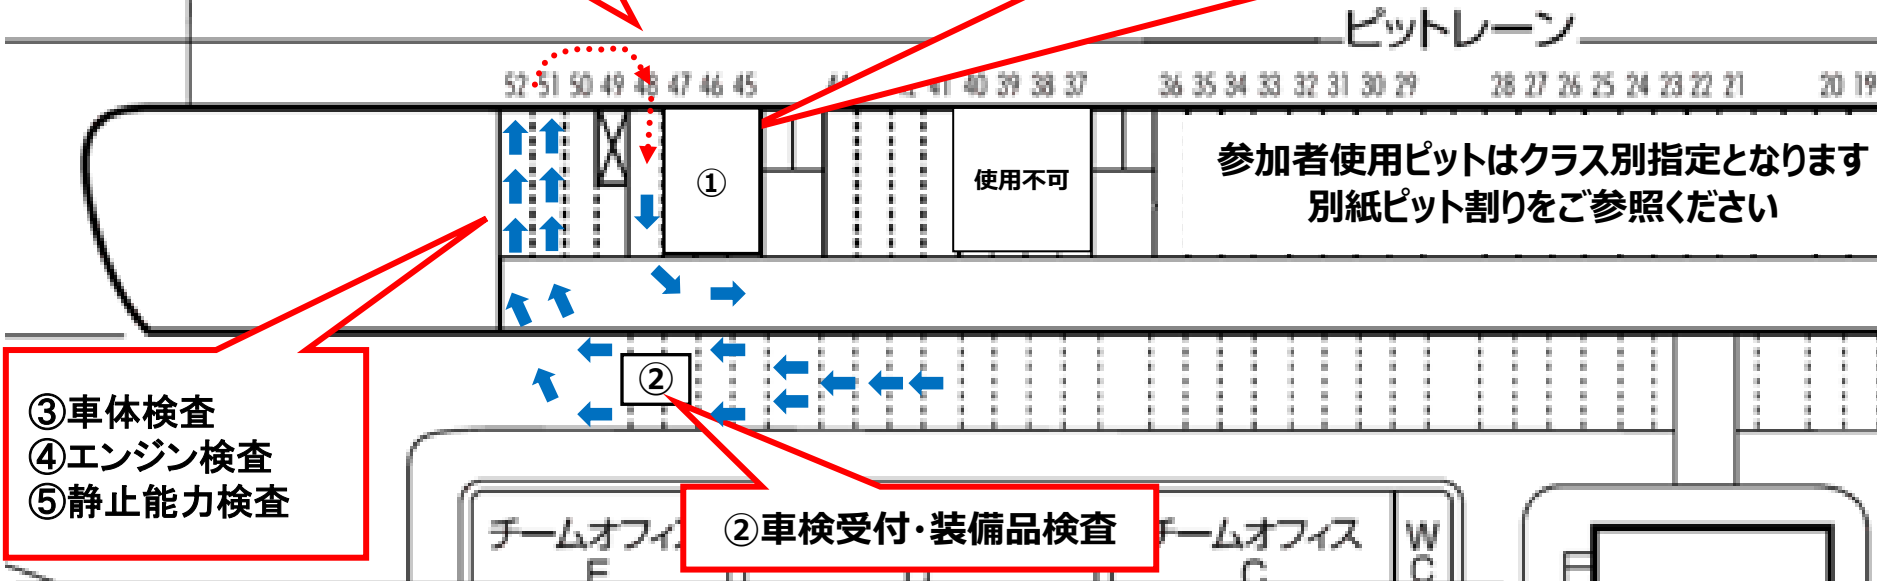 ピットレーン
52 51 50 49 48 47 46 45 41 40 39 38 37 36 35 34 33 32 31 30 29 28 27 26 25 24 23 22 21 20 19
①
使用不可
参加者使用ピットはクラス別指定となります
別紙ピット割りをご参照ください
②
③車体検査
④エンジン検査
⑤静止能力検査
②車検受付・装備品検査
チームオフィス
E
チームオフィス
C
WC